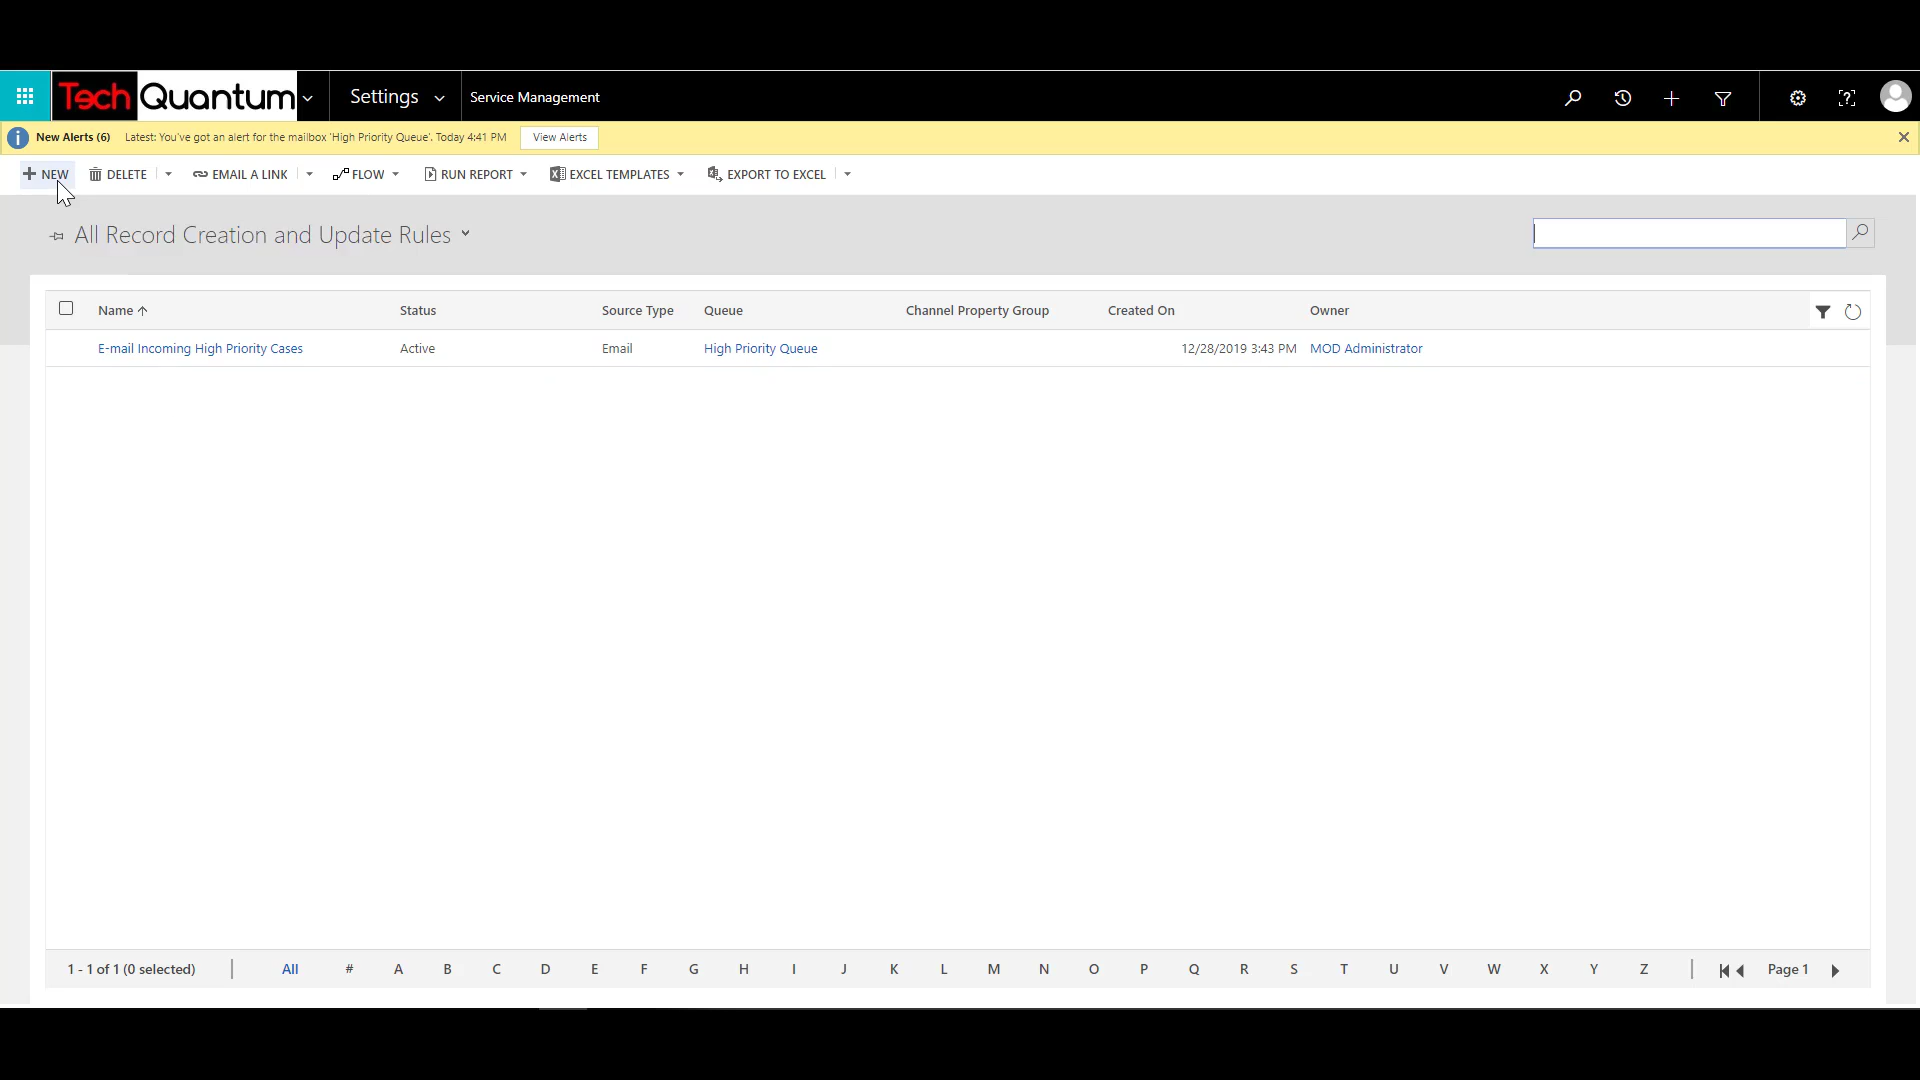 Tech Quantum Settings Service Management
New Alerts (6) Latest: You've got an alert for the mailbox 'High Priority Queue'. Today 4:41 PM View Alerts
NEW DELETE EMAIL A LINK FLOW RUN REPORT EXCEL TEMPLATES EXPORT TO EXCEL
All Record Creation and Update Rules
Name Status Source Type Queue Channel Property Group Created On Owner
E-mail Incoming High Priority Cases Active Email High Priority Queue 12/28/2019 3:43 PM MOD Administrator
1 - 1 of 1 (0 selected) All # A B C D E F G H I J K L M N O P Q R S T U V W X Y Z Page 1